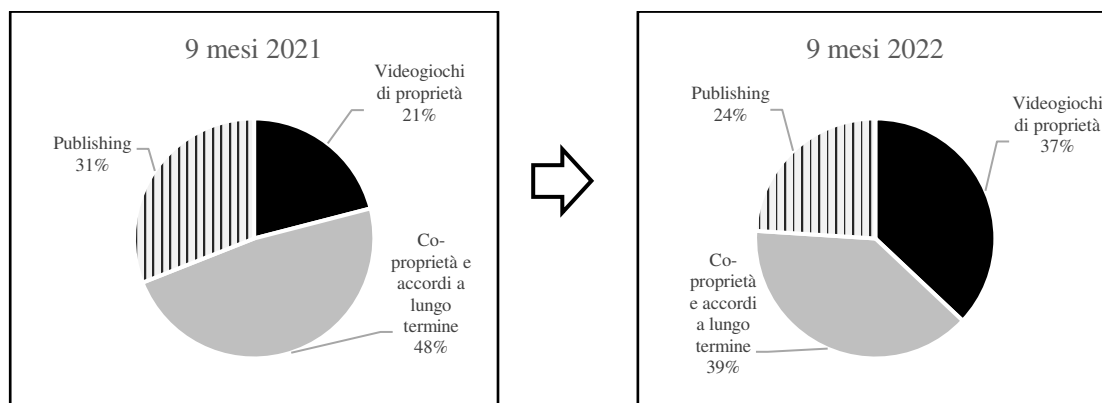 9 mesi 2021
Videogiochi
di proprietà
21%
Publishing
31%
Co-
proprietà e
accordi a
lungo
termine
48%
9 mesi 2022
Publishing
24%
Videogiochi
di proprietà
37%
Co-
proprietà
e accordi
a lungo
termine
39%